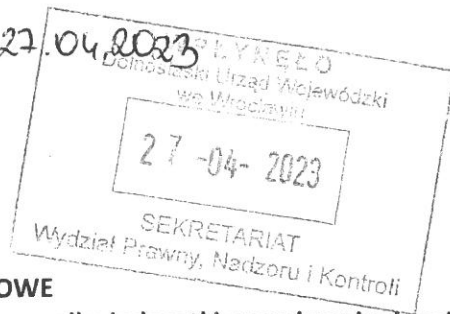 27.04.2023
WPŁYNĘŁO
Dolnośląski Urząd Wojewódzki
we Wrocławiu
27 -04- 2023
SEKRETARIAT
Wydział Prawny, Nadzoru i Kontroli
OWE